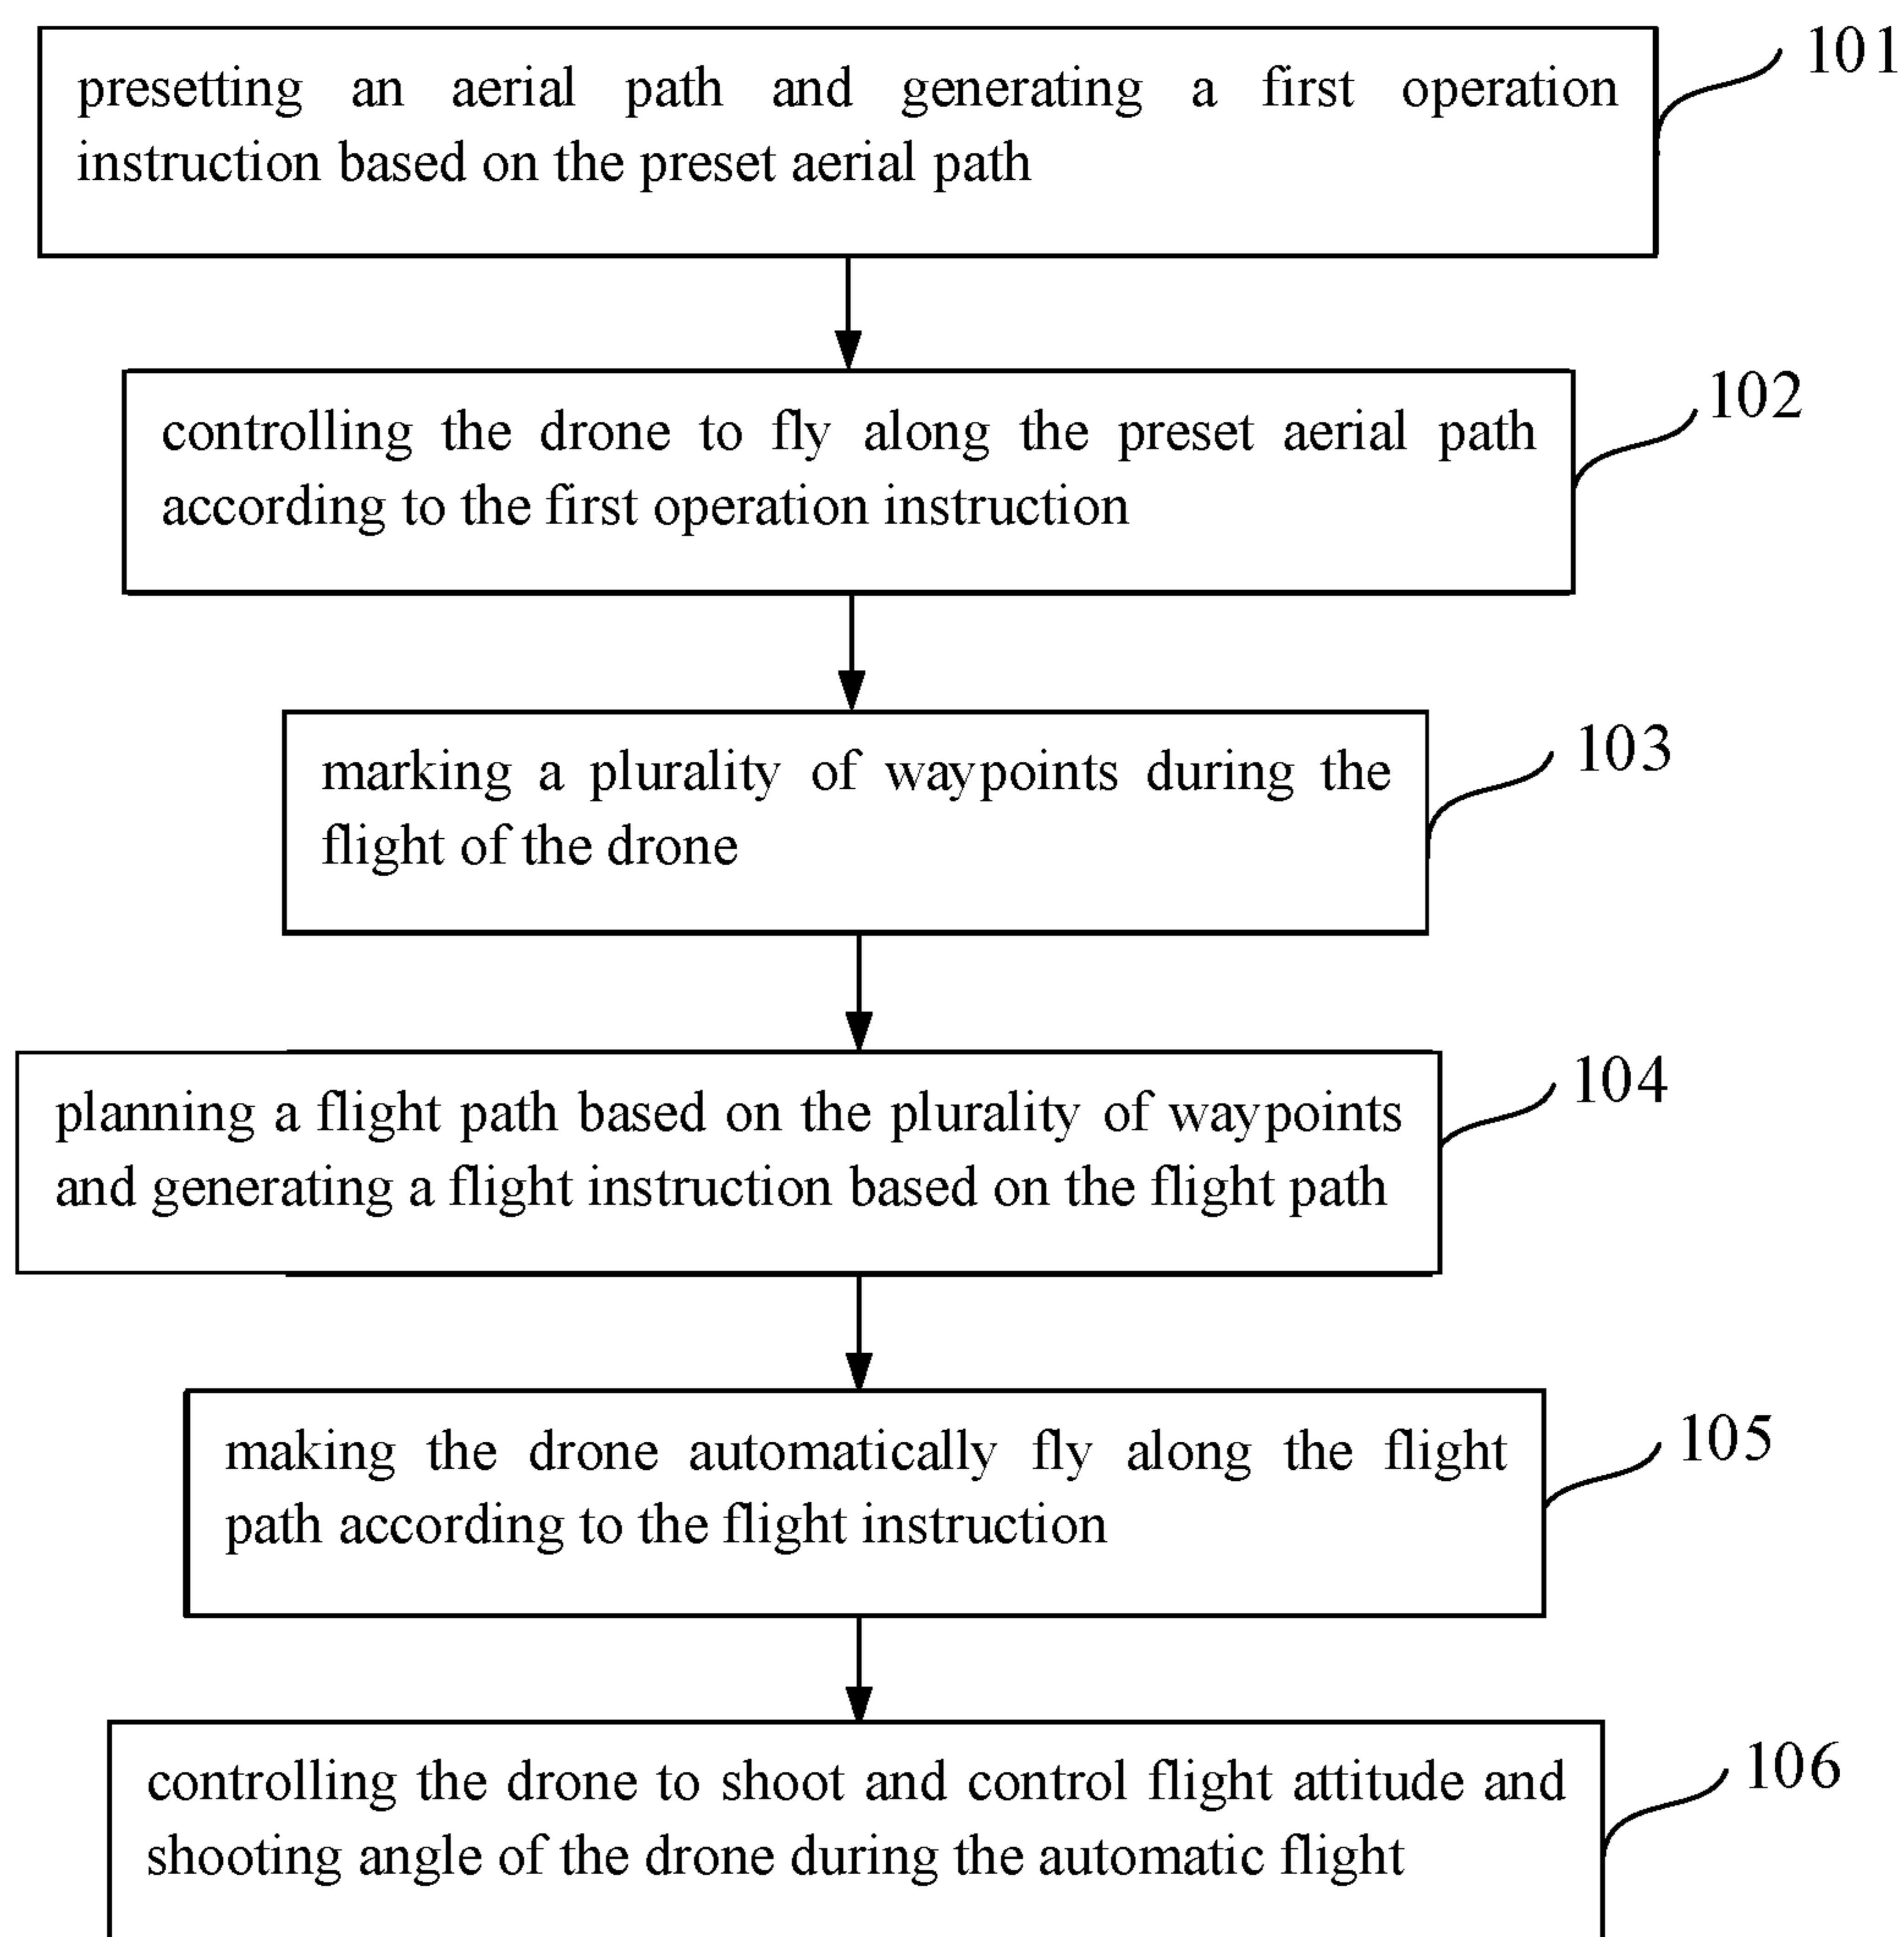 presetting an aerial path and generating a first operation
instruction based on the preset aerial path
101
controlling the drone to fly along the preset aerial path
according to the first operation instruction
102
marking a plurality of waypoints during the
flight of the drone
103
planning a flight path based on the plurality of waypoints
and generating a flight instruction based on the flight path
104
making the drone automatically fly along the flight
path according to the flight instruction
105
controlling the drone to shoot and control flight attitude and
shooting angle of the drone during the automatic flight
106